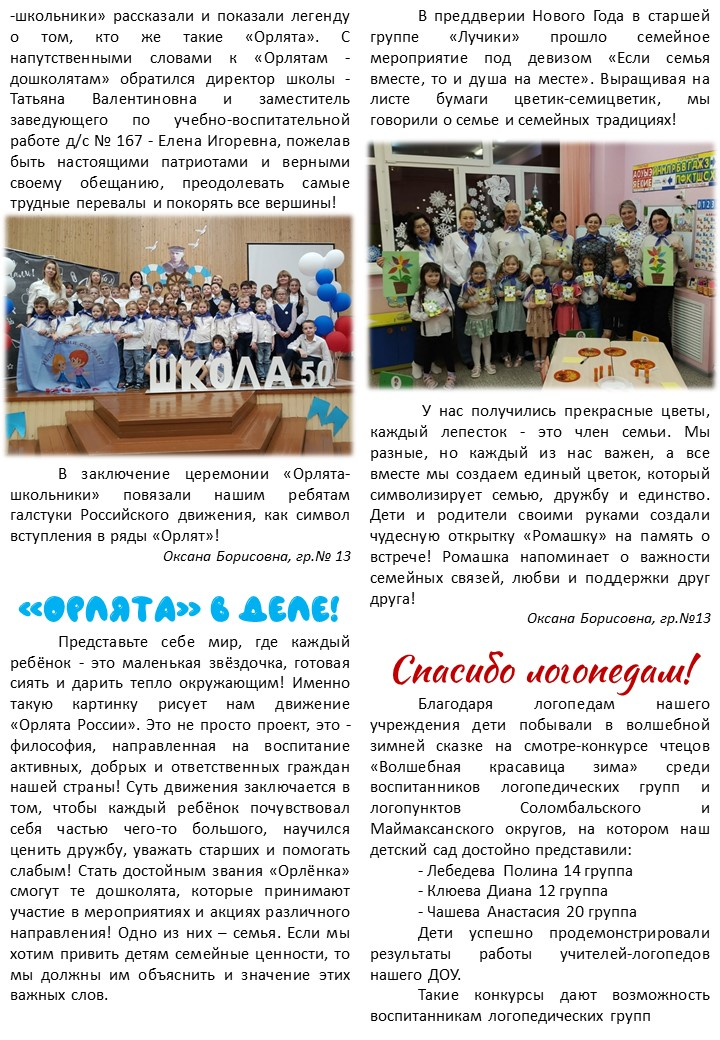 -школьники» рассказали и показали легенду
о том, кто же такие «Орлята». С
напутственными словами к «Орлятам -
дошколятам» обратился директор школы -
Татьяна Валентиновна и заместитель
заведующего по учебно-воспитательной
работе д/с № 167 - Елена Игоревна, пожелав
быть настоящими патриотами и верными
своему обещанию, преодолевать самые
трудные перевалы и покорять все вершины!
ШКОЛА 50
В заключение церемонии «Орлята-
школьники» повязали нашим ребятам
галстуки Российского движения, как символ
вступления в ряды «Орлят»!
Оксана Борисовна, гр.№ 13
«ОРЛЯТА» В ДЕЛЕ!
Представьте себе мир, где каждый
ребёнок - это маленькая звёздочка, готовая
сиять и дарить тепло окружающим! Именно
такую картинку рисует нам движение
«Орлята России». Это не просто проект, это -
философия, направленная на воспитание
активных, добрых и ответственных граждан
нашей страны! Суть движения заключается в
том, чтобы каждый ребёнок почувствовал
себя частью чего-то большого, научился
ценить дружбу, уважать старших и помогать
слабым! Стать достойным звания «Орлёнка»
смогут те дошколята, которые принимают
участие в мероприятиях и акциях различного
направления! Одно из них – семья. Если мы
хотим привить детям семейные ценности, то
мы должны им объяснить и значение этих
важных слов.
В преддверии Нового Года в старшей
группе «Лучики» прошло семейное
мероприятие под девизом «Если семья
вместе, то и душа на месте». Выращивая на
листе бумаги цветик-семицветик, мы
говорили о семье и семейных традициях!
У нас получились прекрасные цветы,
каждый лепесток - это член семьи. Мы
разные, но каждый из нас важен, а все
вместе мы создаем единый цветок, который
символизирует семью, дружбу и единство.
Дети и родители своими руками создали
чудесную открытку «Ромашку» на память о
встрече! Ромашка напоминает о важности
семейных связей, любви и поддержки друг
друга!
Оксана Борисовна, гр.№13
Спасибо логопедам!
Благодаря логопедам нашего
учреждения дети побывали в волшебной
зимней сказке на смотре-конкурсе чтецов
«Волшебная красавица зима» среди
воспитанников логопедических групп и
логопунктов Соломбальского и
Маймаксанского округов, на котором наш
детский сад достойно представили:
- Лебедева Полина 14 группа
- Клюева Диана 12 группа
- Чашева Анастасия 20 группа
Дети успешно продемонстрировали
результаты работы учителей-логопедов
нашего ДОУ.
Такие конкурсы дают возможность
воспитанникам логопедических групп